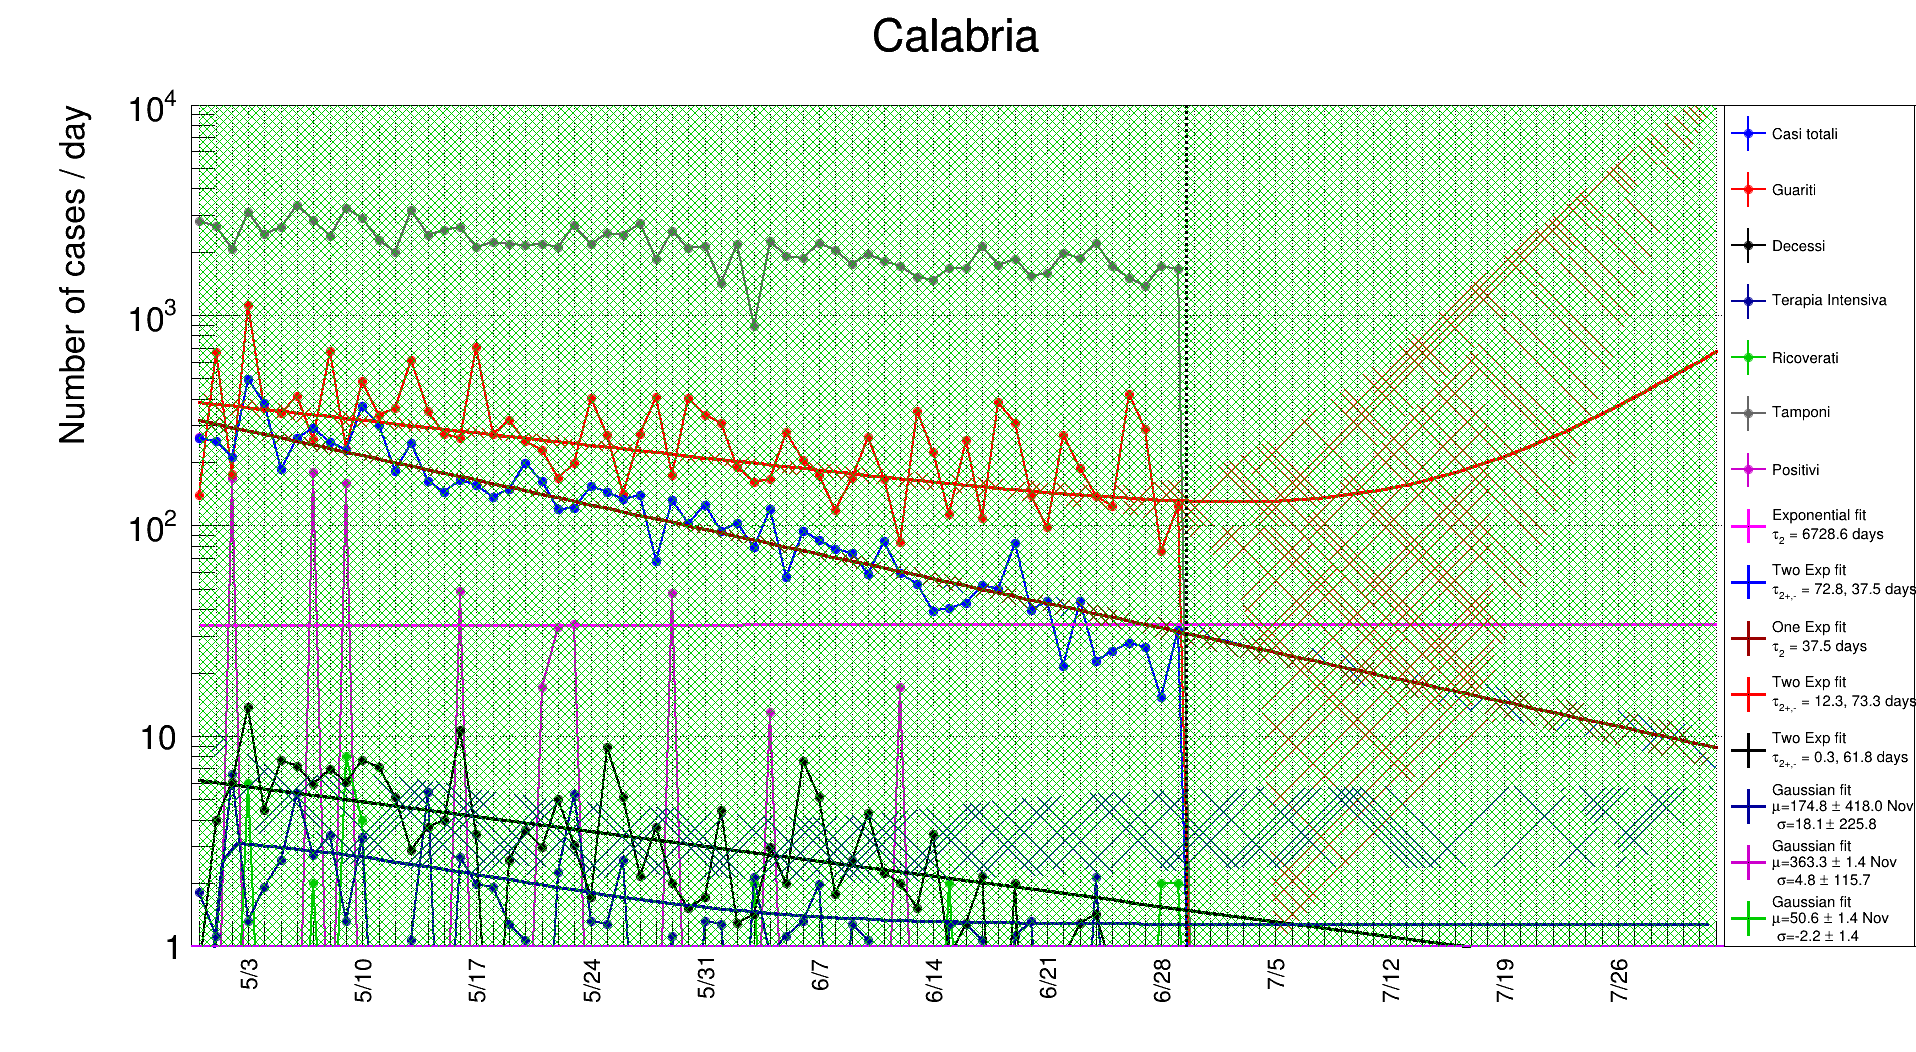 Calabria
Number of cases / day
10⁴
10³
10²
10
1
5/3
5/10
5/17
5/24
5/31
6/7
6/14
6/21
6/28
7/5
7/12
7/19
7/26
Casi totali
Guariti
Decessi
Terapia Intensiva
Ricoverati
Tamponi
Positivi
Exponential fit
τ₂ = 6728.6 days
Two Exp fit
τ₂₊,₋ = 72.8, 37.5 days
One Exp fit
τ₂ = 37.5 days
Two Exp fit
τ₂₊,₋ = 12.3, 73.3 days
Two Exp fit
τ₂₊,₋ = 0.3, 61.8 days
Gaussian fit
μ=174.8 ± 418.0 Nov
σ=18.1 ± 225.8
Gaussian fit
μ=363.3 ± 1.4 Nov
σ=4.8 ± 115.7
Gaussian fit
μ=50.6 ± 1.4 Nov
σ=-2.2 ± 1.4